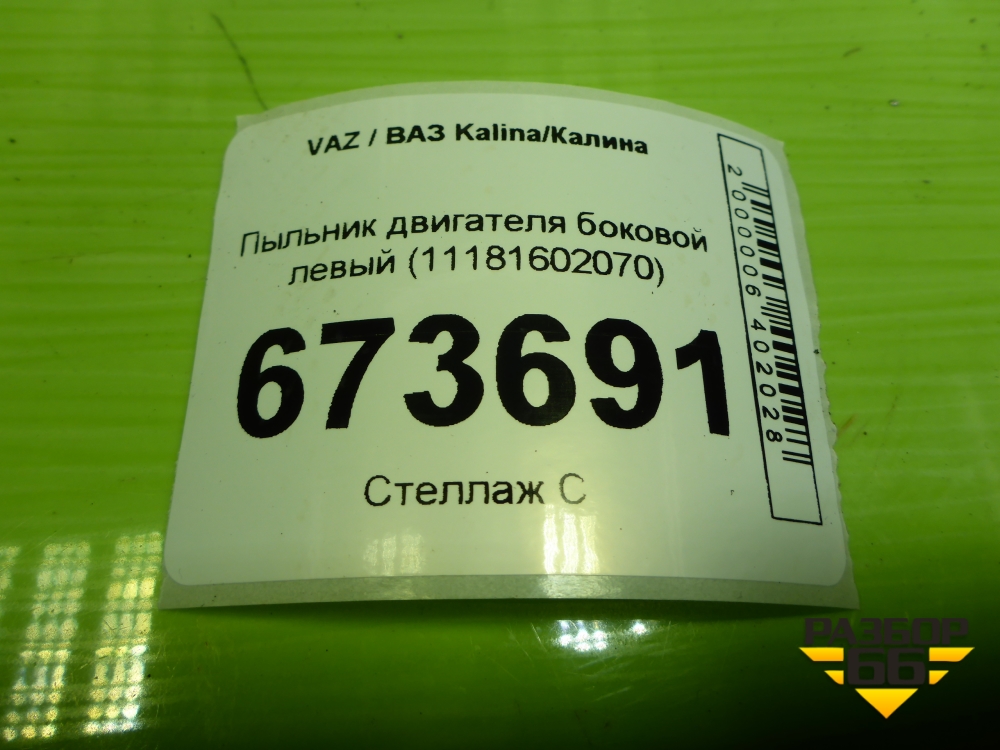 VAZ / ВАЗ Kalina/Калина
Пыльник двигателя боковой
левый (11181602070)
673691
Стеллаж С
2000006402028
РАЗБОР
66